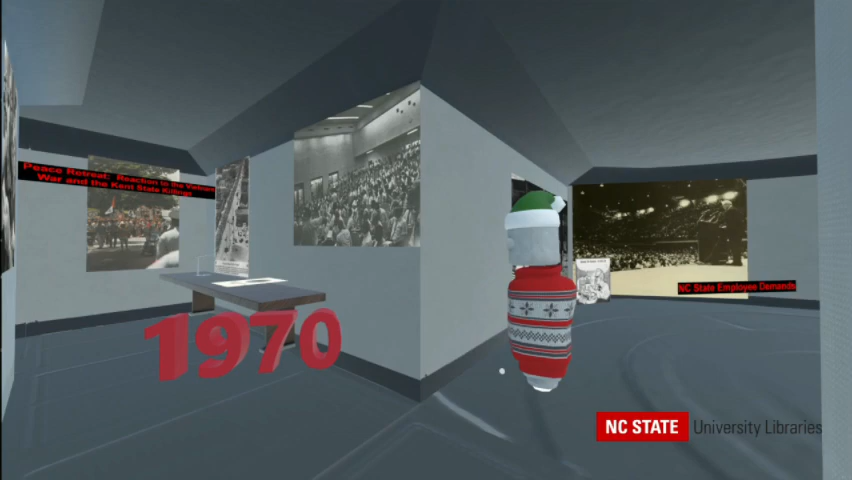 Peace Retreat: Reaction to the Vietnam
War and the Kent State Killings
1970
NC State Employee Demands
NC STATE University Libraries